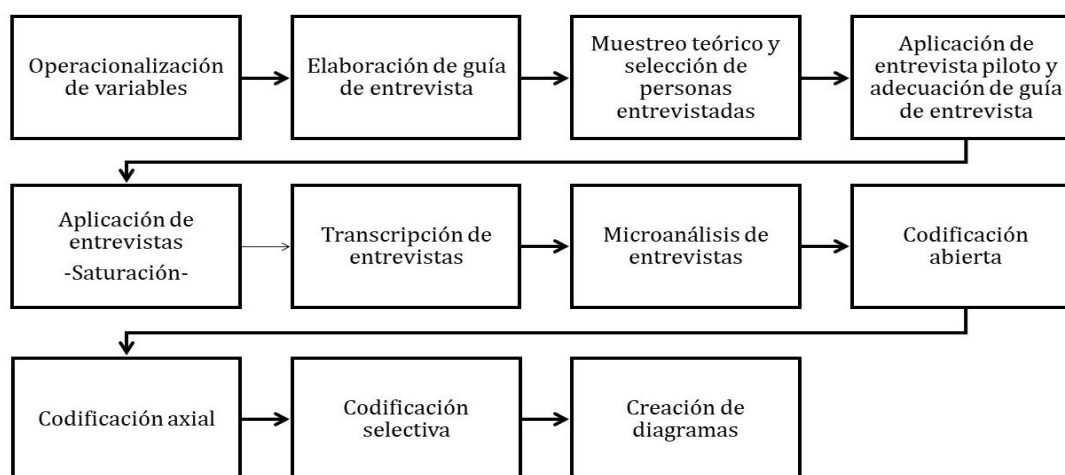 Operacionalización
de variables
Elaboración de guía
de entrevista
Muestreo teórico y
selección de
personas
entrevistadas
Aplicación de
entrevista piloto y
adecuación de guía
de entrevista
Aplicación de
entrevistas
-Saturación-
Transcripción de
entrevistas
Microanálisis de
entrevistas
Codificación
abierta
Codificación axial
Codificación
selectiva
Creación de
diagramas